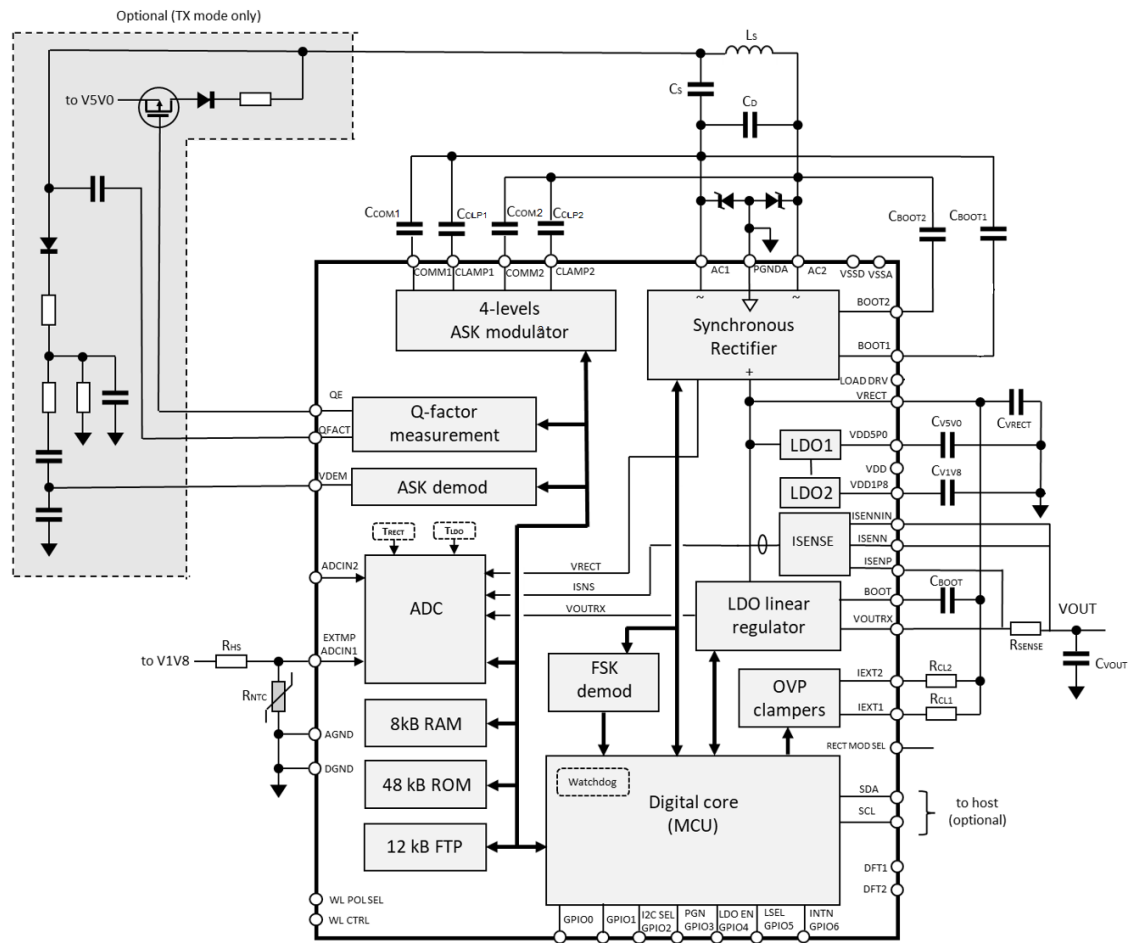 Optional (TX mode only)
LS
to V5V0
CS
CD
CCOM1
CCLP1
CCOM2
CCLP2
CBOOT2
CBOOT1
COMM1
CLAMP1
COMM2
CLAMP2
AC1
PGNDA
AC2
VSSD
VSSA
~
~
4-levels
ASK modulâtor
Synchronous
Rectifier
+
BOOT2
BOOT1
LOAD DRV
VRECT
CVRECT
QE
QFACT
Q-factor
measurement
LDO1
VDD5P0
CV5V0
VDD
VDEM
ASK demod
LDO2
VDD1P8
CV1V8
TRECT
TLDO
ISENSE
ISENNIN
ISENN
ISENP
ADCIN2
ADC
VRECT
ISNS
VOUTRX
LDO linear
regulator
BOOT
CBOOT
VOUTRX
VOUT
RSENSE
CVOUT
EXTMP
ADCIN1
to V1V8
RHS
RNTC
FSK
demod
OVP
clampers
IEXT2
RCL2
IEXT1
RCL1
8kB RAM
AGND
RECT MOD SEL
DGND
48 kB ROM
Watchdog
Digital core
(MCU)
SDA
SCL
to host
(optional)
12 kB FTP
DFT1
DFT2
WL POL SEL
WL CTRL
GPIO0
GPIO1
I2C SEL
GPIO2
PGN
GPIO3
LDO EN
GPIO4
LSEL
GPIO5
INTN
GPIO6